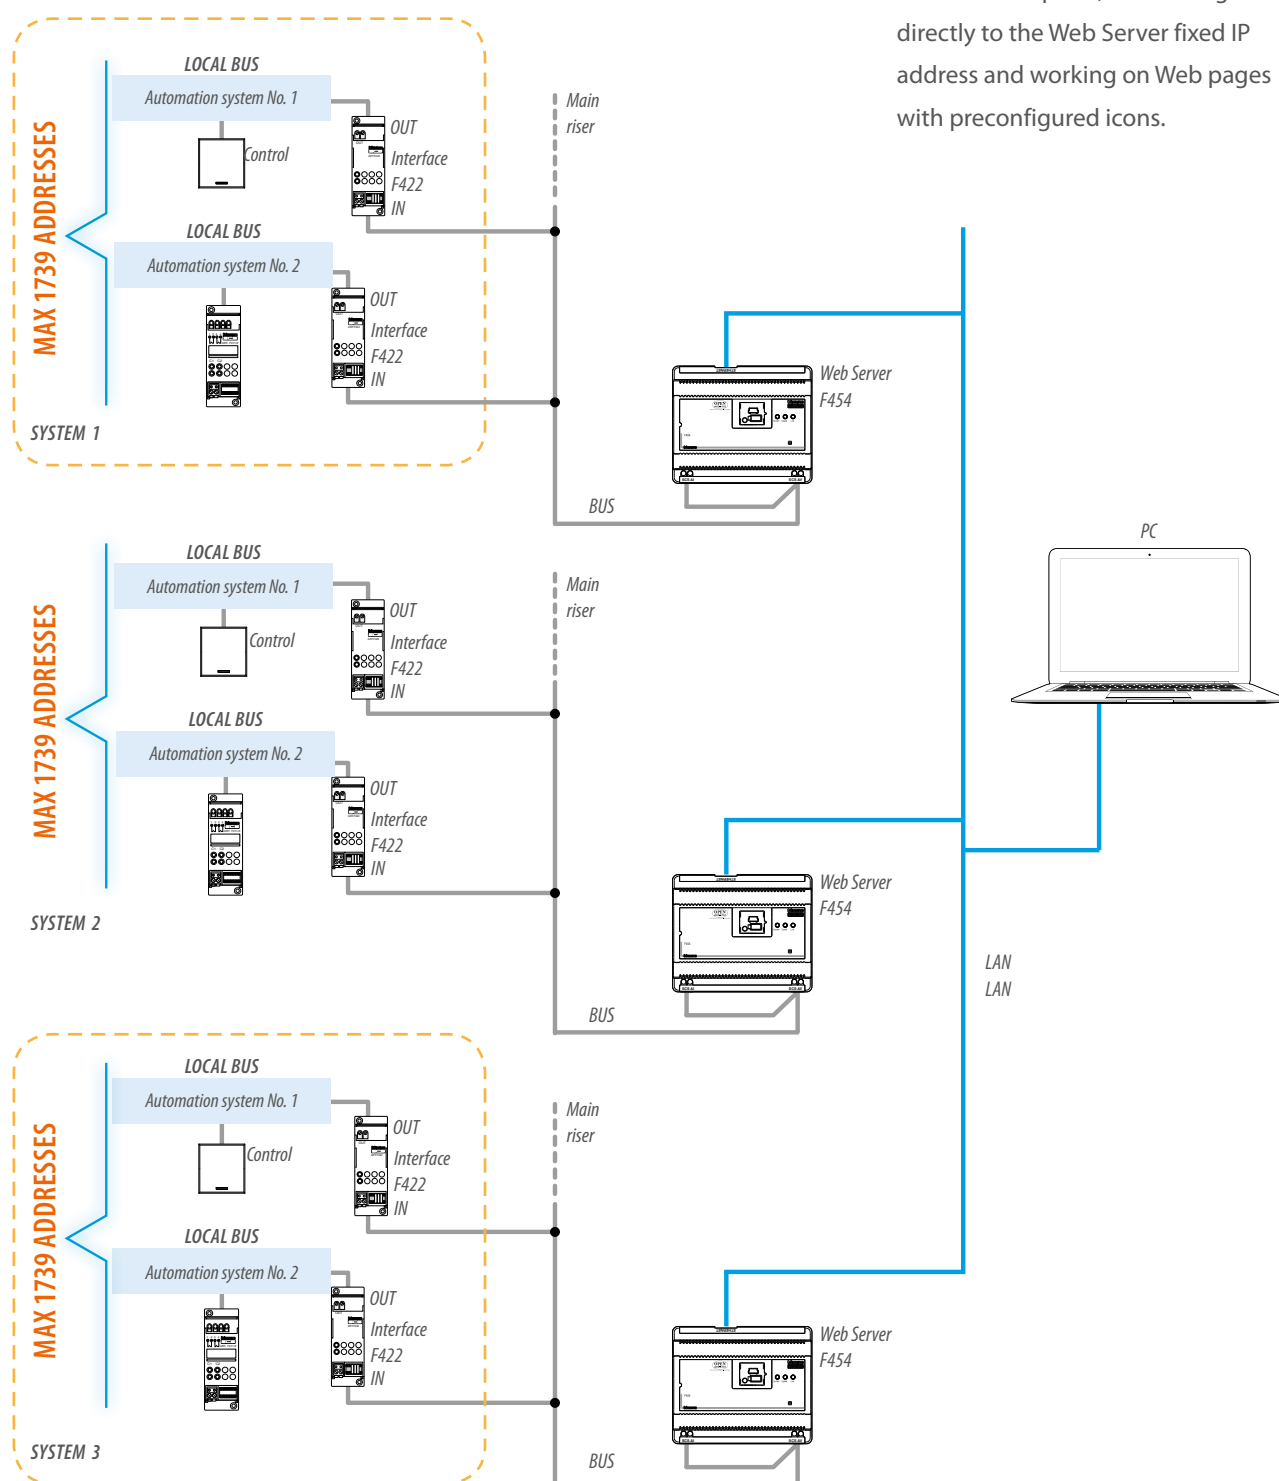 directly to the Web Server fixed IP
address and working on Web pages
with preconfigured icons.
LOCAL BUS
Automation system No. 1
Control
OUT
Interface
F422
IN
Main
riser
MAX 1739 ADDRESSES
LOCAL BUS
Automation system No. 2
OUT
Interface
F422
IN
SYSTEM 1
Web Server
F454
BUS
PC
LOCAL BUS
Automation system No. 1
Control
OUT
Interface
F422
IN
Main
riser
MAX 1739 ADDRESSES
LOCAL BUS
Automation system No. 2
OUT
Interface
F422
IN
SYSTEM 2
Web Server
F454
BUS
LAN
LAN
LOCAL BUS
Automation system No. 1
Control
OUT
Interface
F422
IN
Main
riser
MAX 1739 ADDRESSES
LOCAL BUS
Automation system No. 2
OUT
Interface
F422
IN
SYSTEM 3
Web Server
F454
BUS